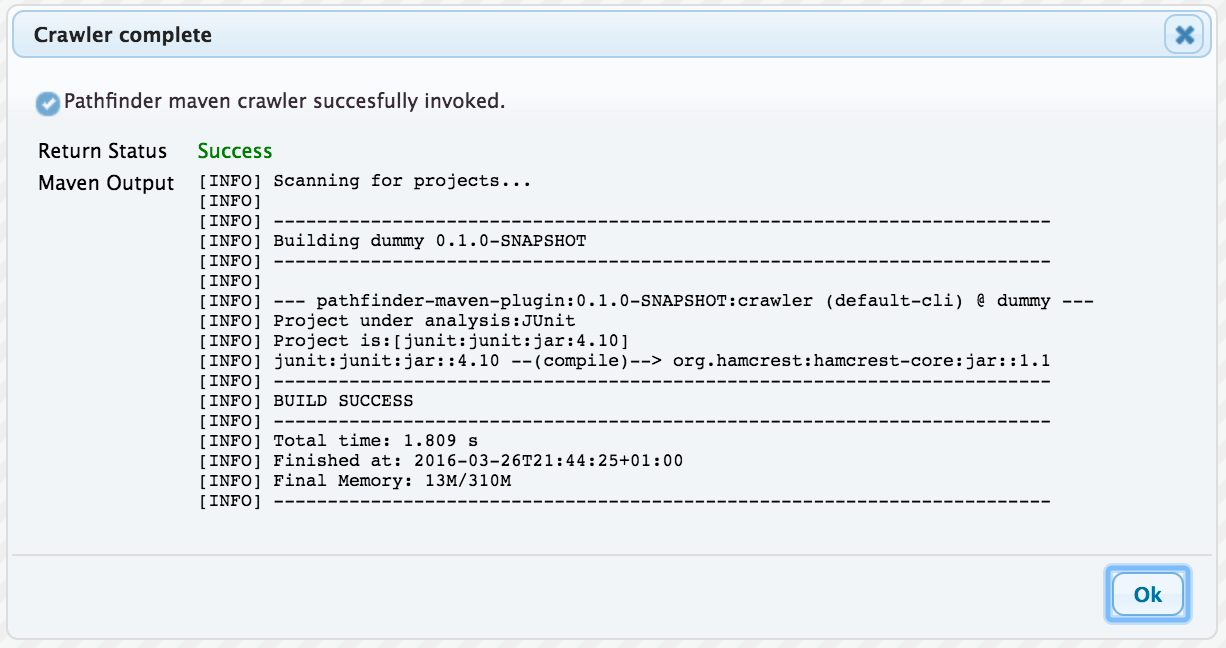 Crawler complete
Pathfinder maven crawler succesfully invoked.
Return Status Success
Maven Output [INFO] Scanning for projects...
[INFO]
[INFO] ------------------------------------------------------------------------
[INFO] Building dummy 0.1.0-SNAPSHOT
[INFO] ------------------------------------------------------------------------
[INFO]
[INFO] --- pathfinder-maven-plugin:0.1.0-SNAPSHOT:crawler (default-cli) @ dummy ---
[INFO] Project under analysis:JUnit
[INFO] Project is:[junit:junit:jar:4.10]
[INFO] junit:junit:jar::4.10 --(compile)--> org.hamcrest:hamcrest-core:jar::1.1
[INFO] ------------------------------------------------------------------------
[INFO] BUILD SUCCESS
[INFO] ------------------------------------------------------------------------
[INFO] Total time: 1.809 s
[INFO] Finished at: 2016-03-26T21:44:25+01:00
[INFO] Final Memory: 13M/310M
[INFO] ------------------------------------------------------------------------
Ok